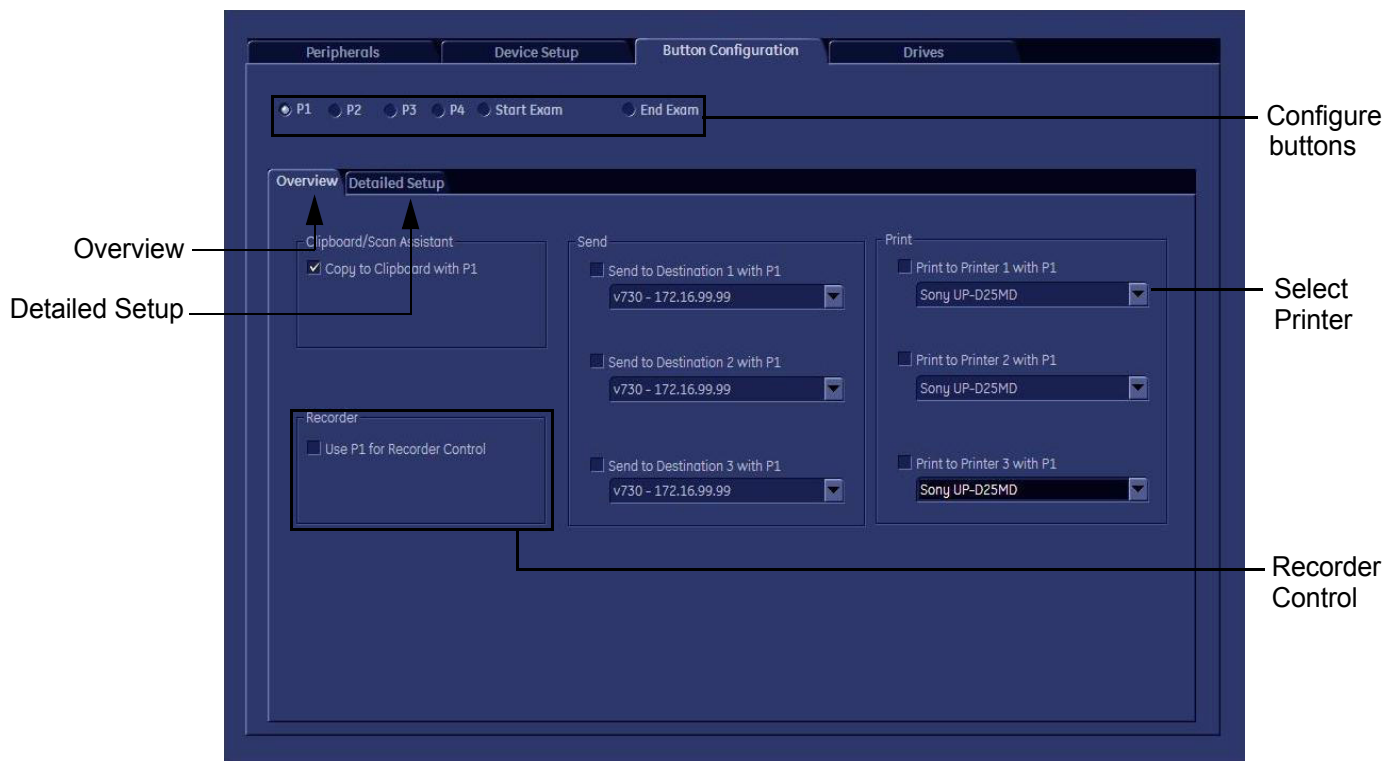 Peripherals
Device Setup
Button Configuration
Drives
P1 P2 P3 P4 Start Exam End Exam
Configure
buttons
Overview Detailed Setup
Overview
Detailed Setup
Clipboard/Scan Assistant
Copy to Clipboard with P1
Recorder
Use P1 for Recorder Control
Send
Send to Destination 1 with P1
v730 - 172.16.99.99
Send to Destination 2 with P1
v730 - 172.16.99.99
Send to Destination 3 with P1
v730 - 172.16.99.99
Print
Print to Printer 1 with P1
Sony UP-D25MD
Print to Printer 2 with P1
Sony UP-D25MD
Print to Printer 3 with P1
Sony UP-D25MD
Select
Printer
Recorder
Control